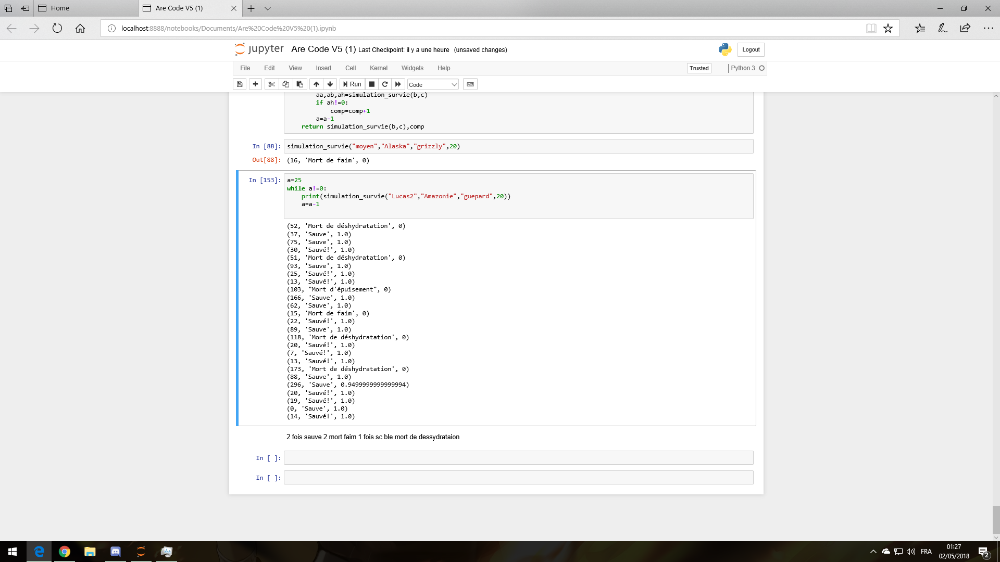 Home
Are Code V5 (1)
localhost:8888/notebooks/Documents/Are%20Code%20V5%20(1).ipynb
jupyter Are Code V5 (1) Last Checkpoint: il y a une heure (unsaved changes)
Logout
File Edit View Insert Cell Kernel Widgets Help
Trusted
Python 3
Run
Code
aa,ab,ah=simulation_survie(b,c)
if ah!=0:
comp=comp+1
a=a-1
return simulation_survie(b,c),comp
In [88]: simulation_survie("moyen","Alaska","grizzly",20)
Out[88]: (16, 'Mort de faim', 0)
In [153]: a=25
while a!=0:
print(simulation_survie("Lucas2","Amazonie","guepard",20))
a=a-1
(52, 'Mort de déshydratation', 0)
(37, 'Sauve', 1.0)
(75, 'Sauve', 1.0)
(30, 'Sauvé!', 1.0)
(51, 'Mort de déshydratation', 0)
(93, 'Sauve', 1.0)
(25, 'Sauvé!', 1.0)
(13, 'Sauvé!', 1.0)
(103, "Mort d'épuisement", 0)
(166, 'Sauve', 1.0)
(62, 'Sauve', 1.0)
(15, 'Mort de faim', 0)
(22, 'Sauvé!', 1.0)
(89, 'Sauve', 1.0)
(118, 'Mort de déshydratation', 0)
(20, 'Sauvé!', 1.0)
(7, 'Sauvé!', 1.0)
(13, 'Sauvé!', 1.0)
(173, 'Mort de déshydratation', 0)
(88, 'Sauve', 1.0)
(296, 'Sauve', 0.9499999999999994)
(20, 'Sauvé!', 1.0)
(19, 'Sauvé!', 1.0)
(0, 'Sauve', 1.0)
(14, 'Sauvé!', 1.0)
2 fois sauve 2 mort faim 1 fois sc ble mort de dessydrataion
In [ ]:
In [ ]:
FRA
01:27
02/05/2018
2